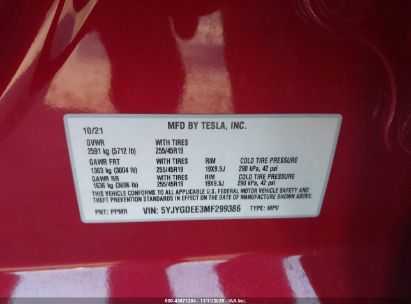 MFD BY TESLA, INC.
10/21
GVWR WITH TIRES
2591 kg (5712 lb) 255/45R19
GAWR FRT WITH TIRES RIM COLD TIRE PRESSURE
1363 kg (3004 lb) 255/45R19 19X9.5J 290 kPa, 42 psi
GAWR RR WITH TIRES RIM COLD TIRE PRESSURE
1636 kg (3606 lb) 255/45R19 19X9.5J 290 kPa, 42 psi
THIS VEHICLE CONFORMS TO ALL APPLICABLE U.S. FEDERAL MOTOR VEHICLE SAFETY AND
THEFT PREVENTION STANDARDS IN EFFECT ON THE DATE OF MANUFACTURE SHOWN ABOVE.
PNT: PPMR VIN: 5YJYGDEE3MF299386 TYPE: MPV